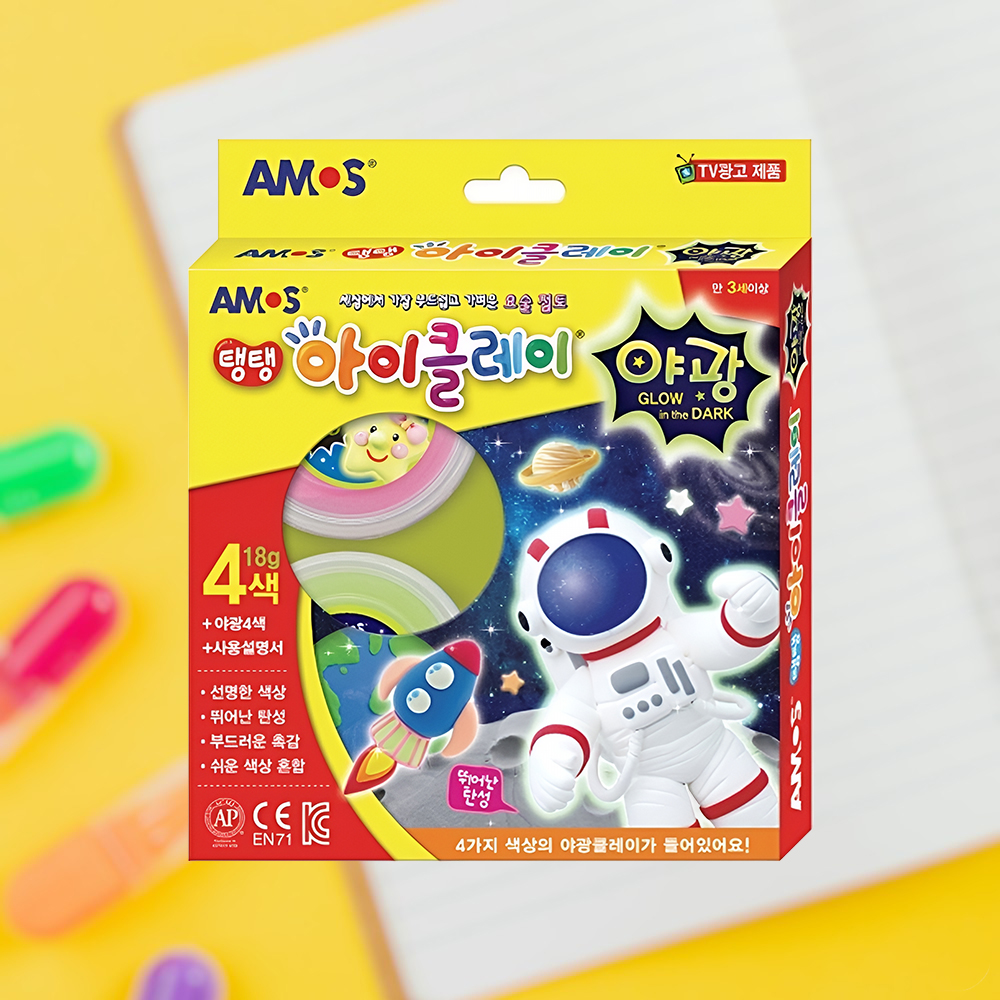 AMOS®
TV광고 제품
AMOS® 탱탱 아이클레이® 야광
만 3세이상
AMOS® 세상에서 가장 부드럽고 가벼운 요술 점토
탱탱 아이클레이® 야광
GLOW
in the DARK
아이클레이
AMOS
4색 18g
+ 야광4색
+사용설명서
• 선명한 색상
• 뛰어난 탄성
• 부드러운 촉감
• 쉬운 색상 혼합
뛰어난
탄성
AP
CE
EN71
4가지 색상의 야광클레이가 들어있어요!
AMOS